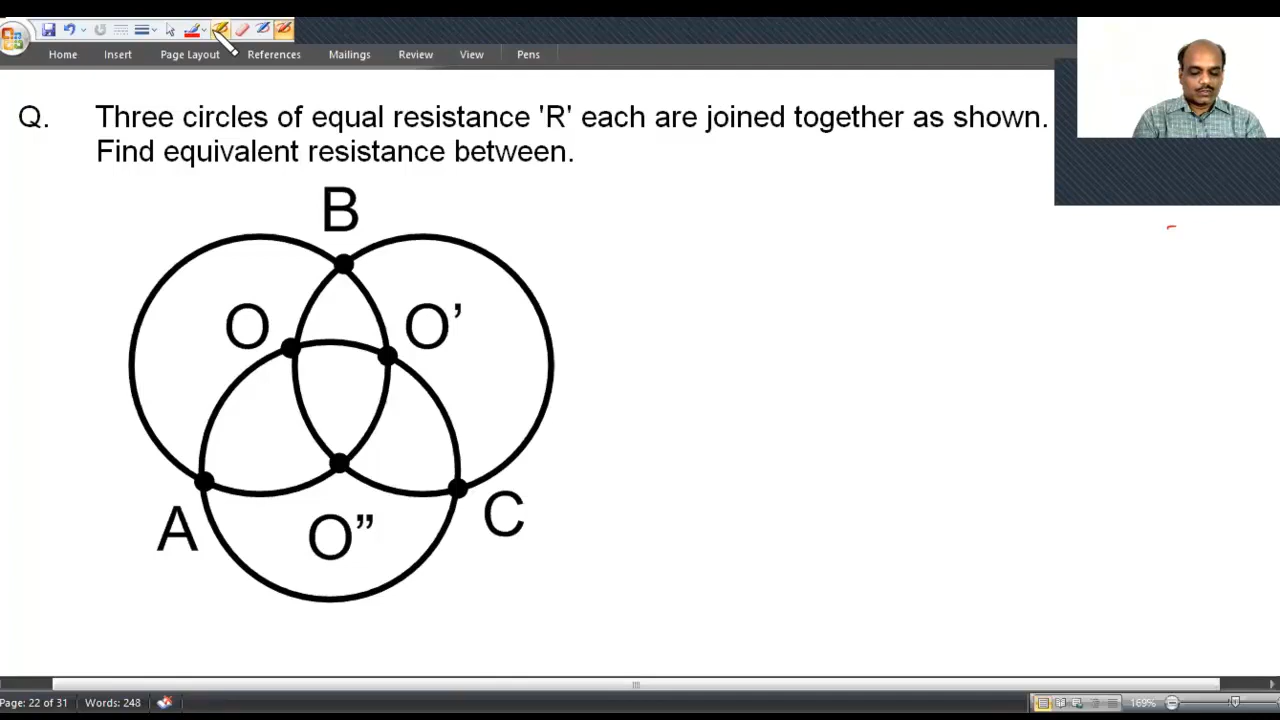 Home Insert Page Layout References Mailings Review View Pens
Q. Three circles of equal resistance 'R' each are joined together as shown.
Find equivalent resistance between.
B
O O’
A O” C
Page: 22 of 31 Words: 248 169%